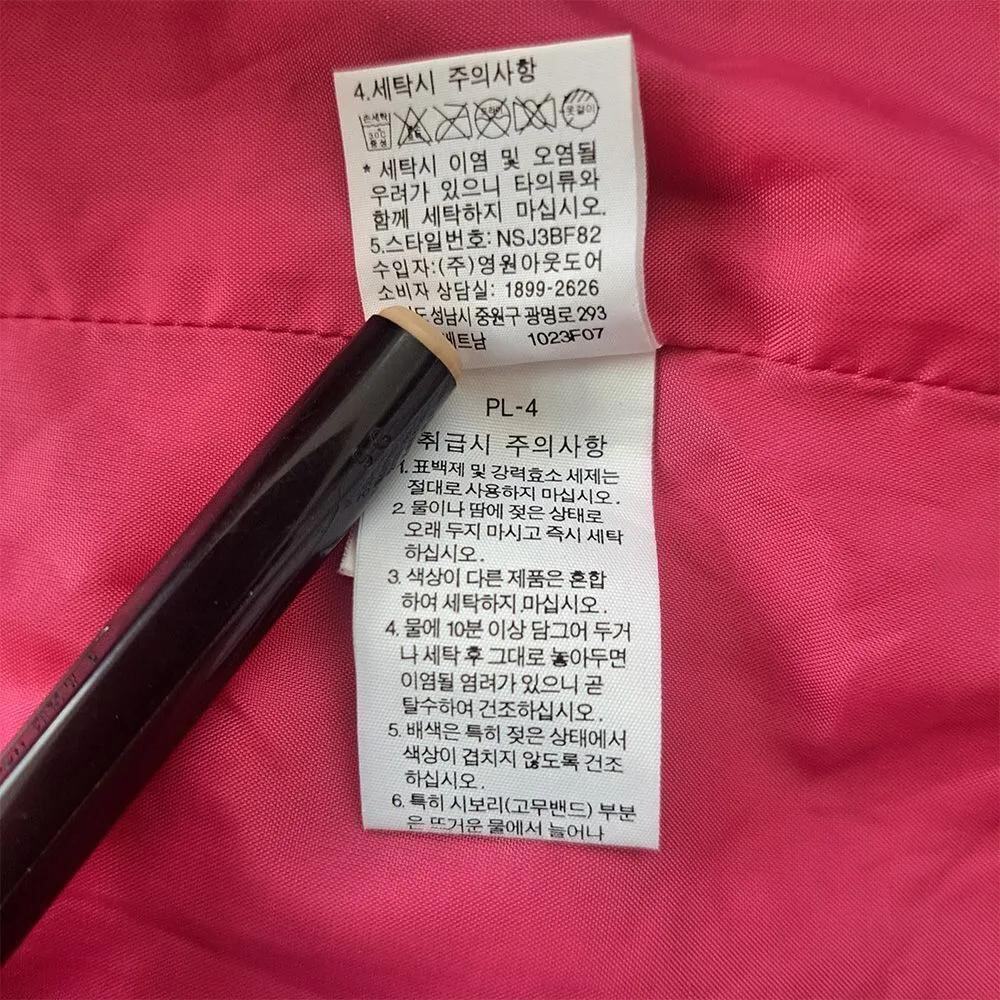 4.세탁시 주의사항
손세탁
30℃
중성
드라이
옷걸이
* 세탁시 이염 및 오염될
우려가 있으니 타의류와
함께 세탁하지 마십시오.
5.스타일번호: NSJ3BF82
수입자:(주)영원아웃도어
소비자 상담실: 1899-2626
도 성남시 중원구 광명로 293
베트남 1023F07
PL-4
취급시 주의사항
1. 표백제 및 강력효소 세제는
절대로 사용하지 마십시오.
2. 물이나 땀에 젖은 상태로
오래 두지 마시고 즉시 세탁
하십시오.
3. 색상이 다른 제품은 혼합
하여 세탁하지 마십시오.
4. 물에 10분 이상 담그어 두거
나 세탁 후 그대로 놓아두면
이염될 염려가 있으니 곧
탈수하여 건조하십시오.
5. 배색은 특히 젖은 상태에서
색상이 겹치지 않도록 건조
하십시오.
6. 특히 시보리(고무밴드) 부분
은 뜨거운 물에서 늘어나